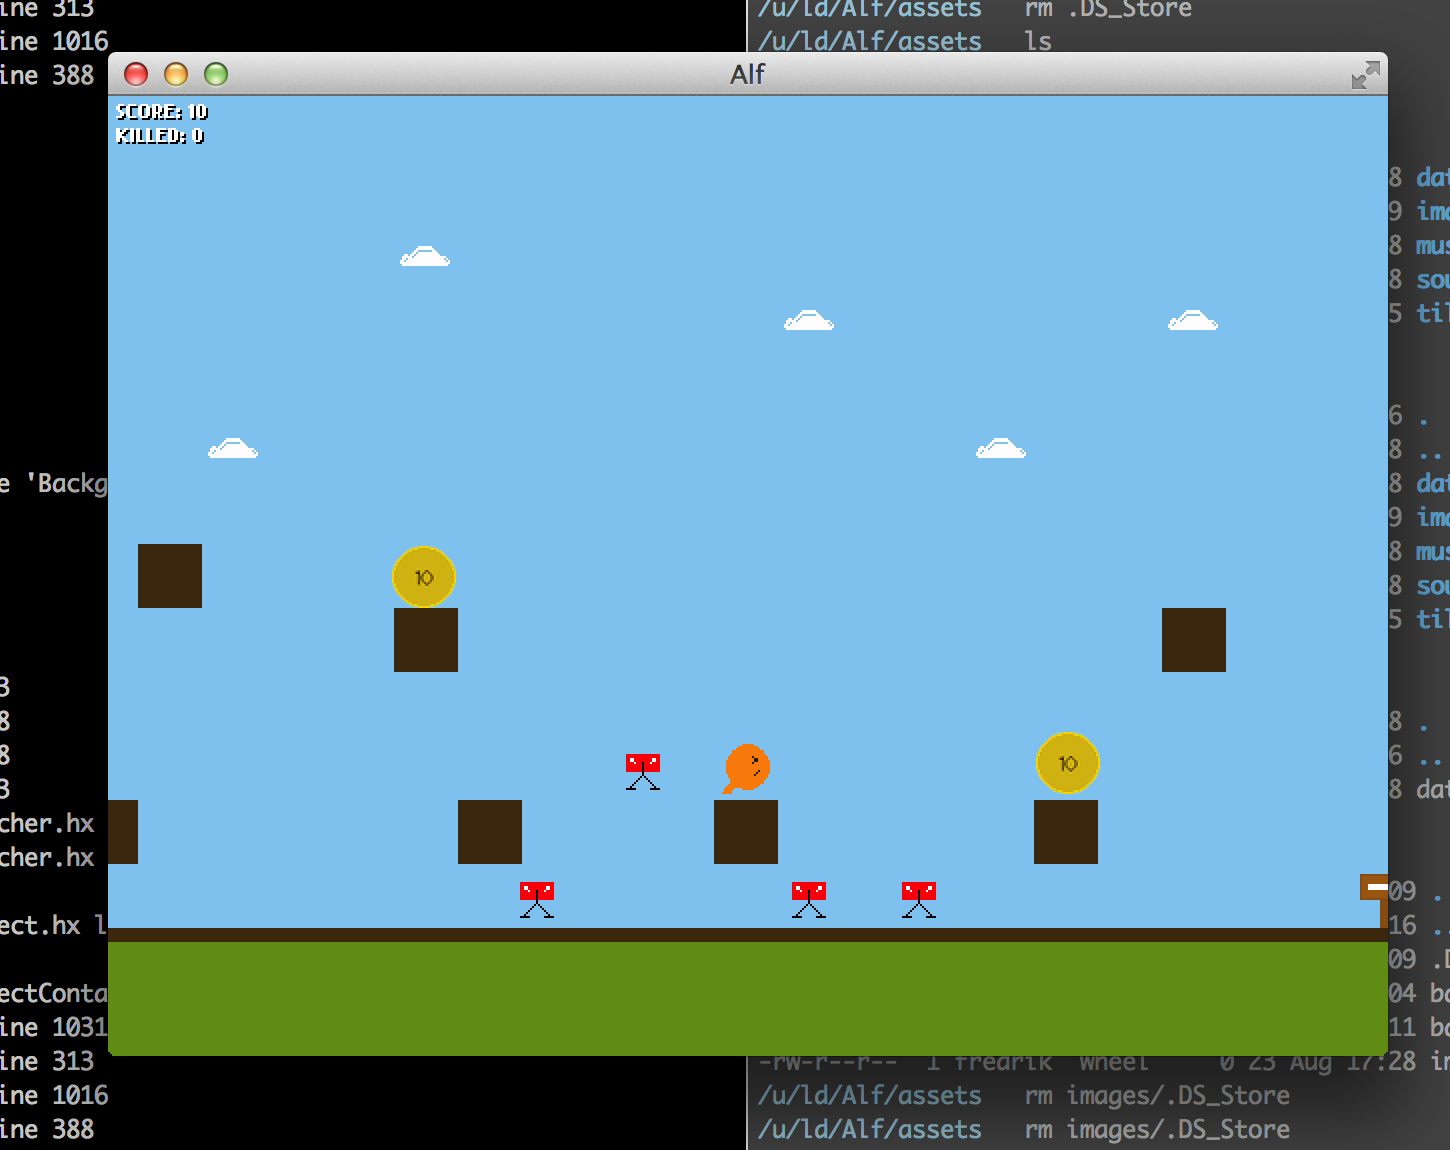 ine 313
ine 1016
ine 388
e 'Backg
3
8
8
3
cher.hx
cher.hx
ect.hx l
ectConta
ine 1031
ine 313
ine 1016
ine 388
/u/ld/Alf/assets rm .DS_Store
/u/ld/Alf/assets ls
Alf
SCORE: 10
KILLED: 0
10
10
8 dat
9 ima
8 mus
8 sou
5 til
6 .
8 ..
8 dat
9 ima
8 mus
8 sou
5 til
8 .
6 ..
8 dat
09 .
16 ..
09 .D
04 ba
11 ba
-rw-r--r-- 1 fredrik wheel 0 23 Aug 17:28 in
/u/ld/Alf/assets rm images/.DS_Store
/u/ld/Alf/assets rm images/.DS_Store